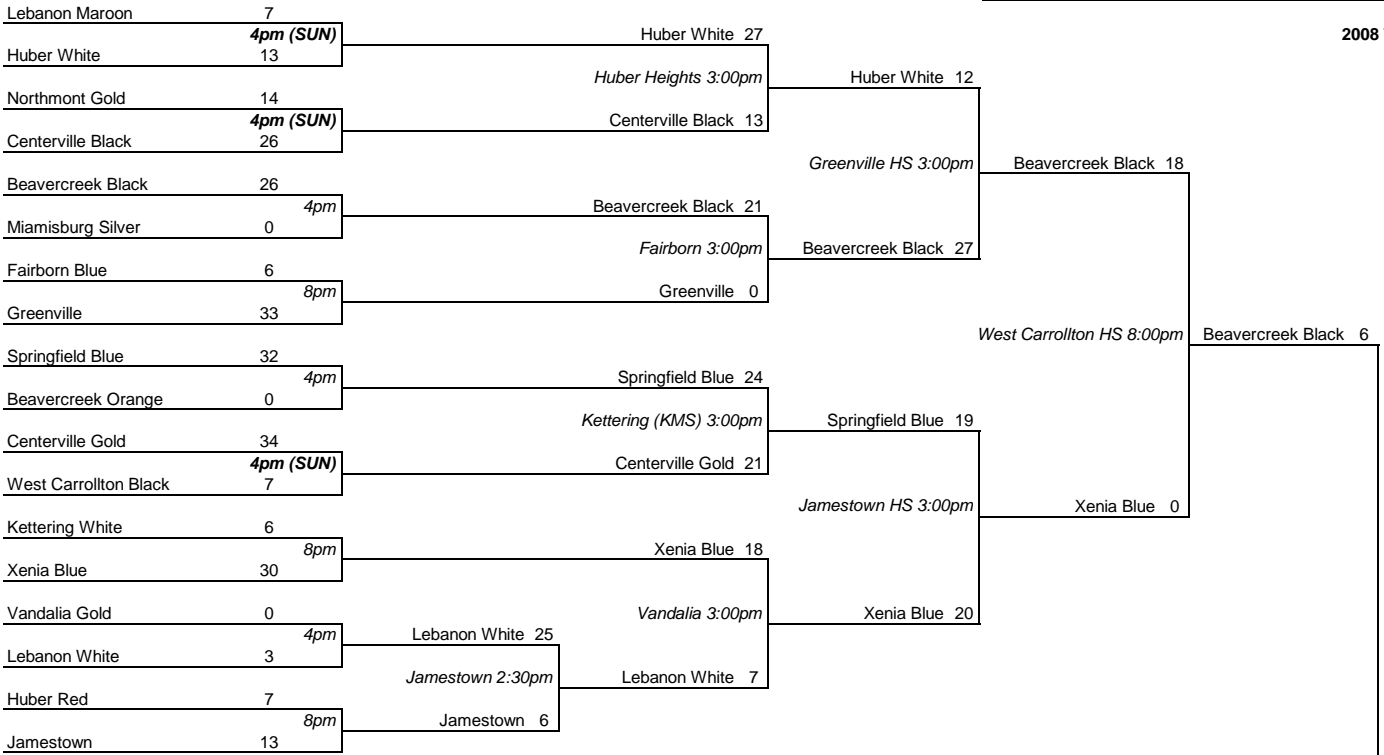 Lebanon Maroon 7
4pm (SUN) Huber White 27 2008
Huber White 13
Huber Heights 3:00pm Huber White 12
Northmont Gold 14
4pm (SUN) Centerville Black 13
Centerville Black 26
Greenville HS 3:00pm Beavercreek Black 18
Beavercreek Black 26
4pm Beavercreek Black 21
Miamisburg Silver 0
Fairborn 3:00pm Beavercreek Black 27
Fairborn Blue 6
8pm Greenville 0
Greenville 33
West Carrollton HS 8:00pm Beavercreek Black 6
Springfield Blue 32
4pm Springfield Blue 24
Beavercreek Orange 0
Kettering (KMS) 3:00pm Springfield Blue 19
Centerville Gold 34
4pm (SUN) Centerville Gold 21
West Carrollton Black 7
Jamestown HS 3:00pm Xenia Blue 0
Kettering White 6
8pm Xenia Blue 18
Xenia Blue 30
Vandalia Gold 0 Vandalia 3:00pm Xenia Blue 20
4pm Lebanon White 25
Lebanon White 3
Jamestown 2:30pm Lebanon White 7
Huber Red 7
8pm Jamestown 6
Jamestown 13